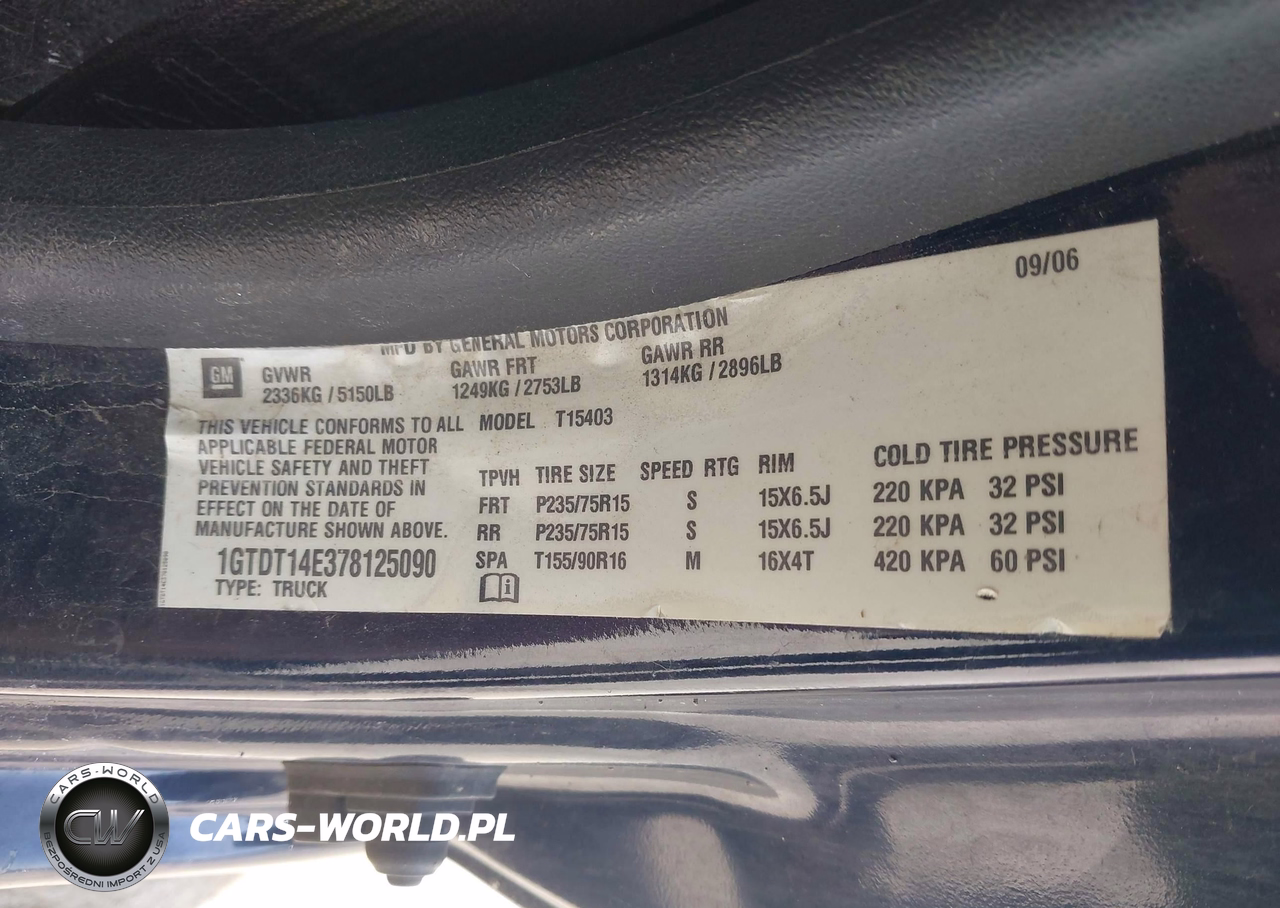 09/06
MFD BY GENERAL MOTORS CORPORATION
GM
GVWR GAWR FRT GAWR RR
2336KG / 5150LB 1249KG / 2753LB 1314KG / 2896LB
THIS VEHICLE CONFORMS TO ALL
APPLICABLE FEDERAL MOTOR
VEHICLE SAFETY AND THEFT
PREVENTION STANDARDS IN
EFFECT ON THE DATE OF
MANUFACTURE SHOWN ABOVE.
1GTDT14E378125090
TYPE: TRUCK
MODEL T15403
TPVH TIRE SIZE SPEED RTG RIM COLD TIRE PRESSURE
FRT P235/75R15 S 15X6.5J 220 KPA 32 PSI
RR P235/75R15 S 15X6.5J 220 KPA 32 PSI
SPA T155/90R16 M 16X4T 420 KPA 60 PSI
i
CARS-WORLD
CW
BEZPOŚREDNI IMPORT Z USA
CARS-WORLD.PL